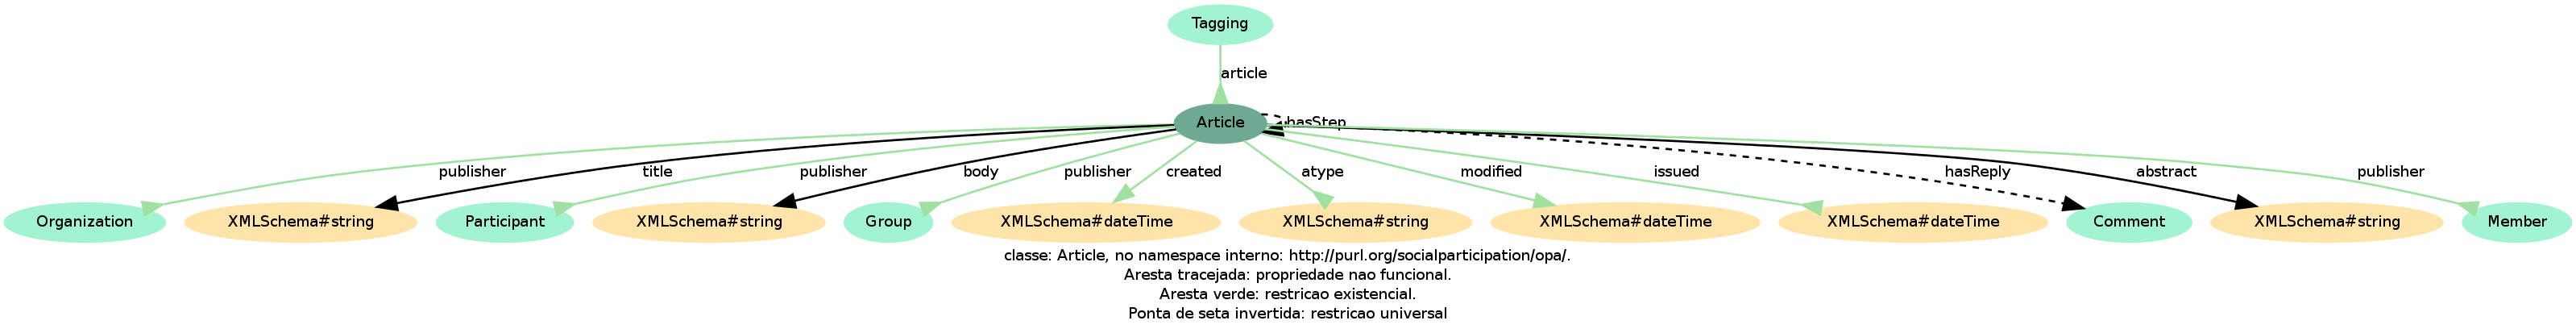 Tagging
article
Article
hasStep
publisher
title
publisher
body
publisher
created
atype
modified
issued
hasReply
abstract
publisher
Organization
XMLSchema#string
Participant
XMLSchema#string
Group
XMLSchema#dateTime
XMLSchema#string
XMLSchema#dateTime
XMLSchema#dateTime
Comment
XMLSchema#string
Member
classe: Article, no namespace interno: http://purl.org/socialparticipation/opa/.
Aresta tracejada: propriedade nao funcional.
Aresta verde: restricao existencial.
Ponta de seta invertida: restricao universal